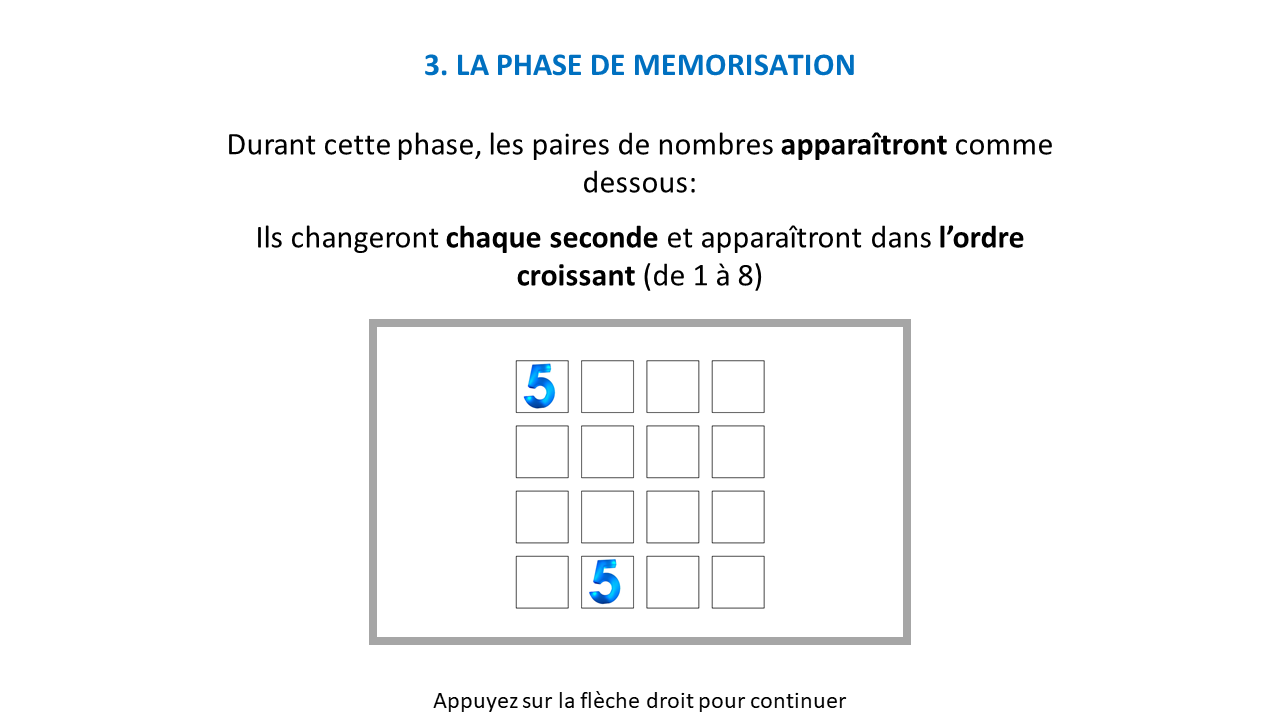 3. LA PHASE DE MEMORISATION
Durant cette phase, les paires de nombres apparaîtront comme
dessous:
Ils changeront chaque seconde et apparaîtront dans l’ordre
croissant (de 1 à 8)
5
5
Appuyez sur la flèche droit pour continuer